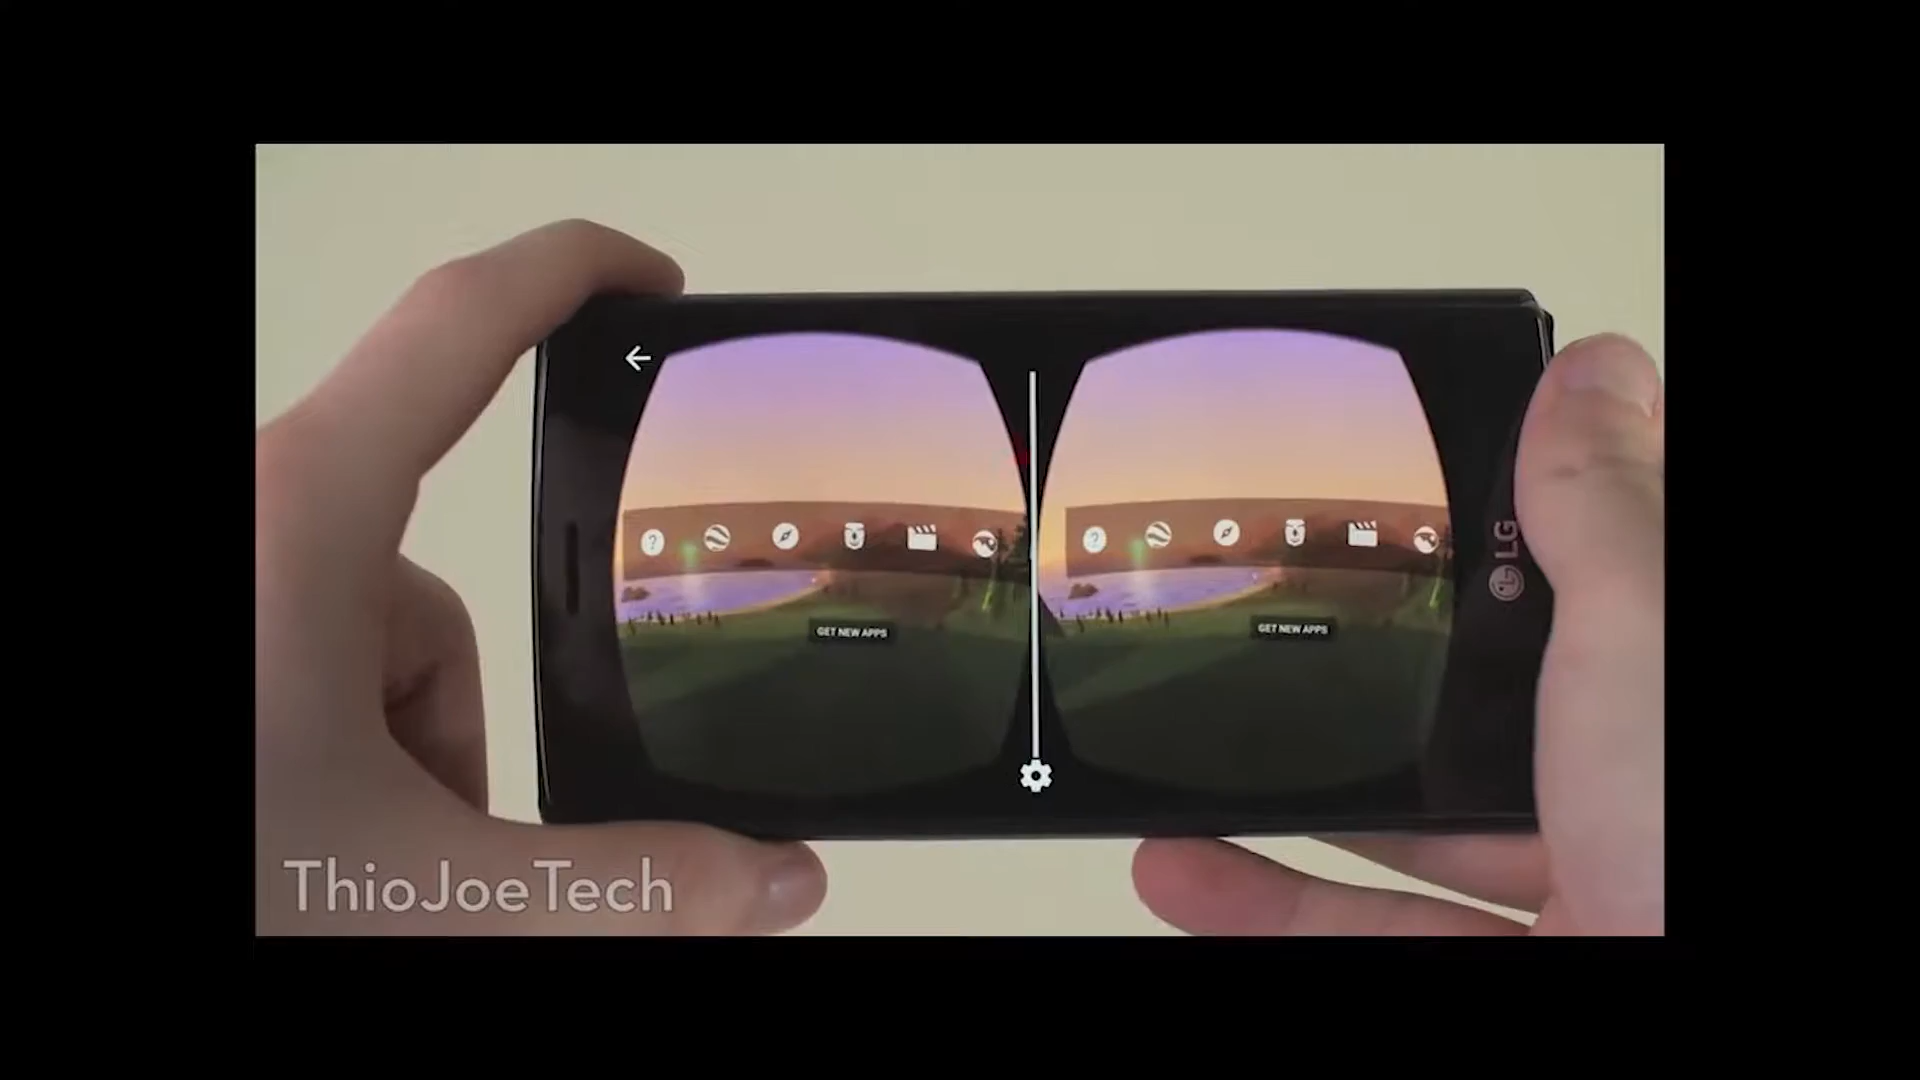 ?
?
GET NEW APPS
GET NEW APPS
LG
ThioJoeTech